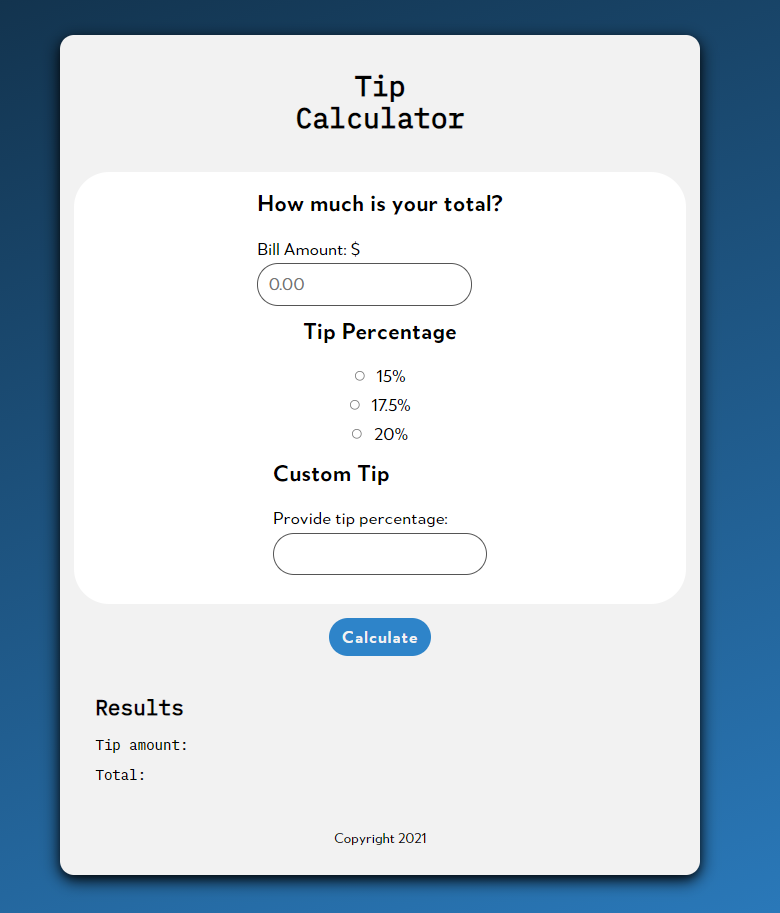 Tip
Calculator
How much is your total?
Bill Amount: $
0.00
Tip Percentage
15%
17.5%
20%
Custom Tip
Provide tip percentage:
Calculate
Results
Tip amount:
Total:
Copyright 2021